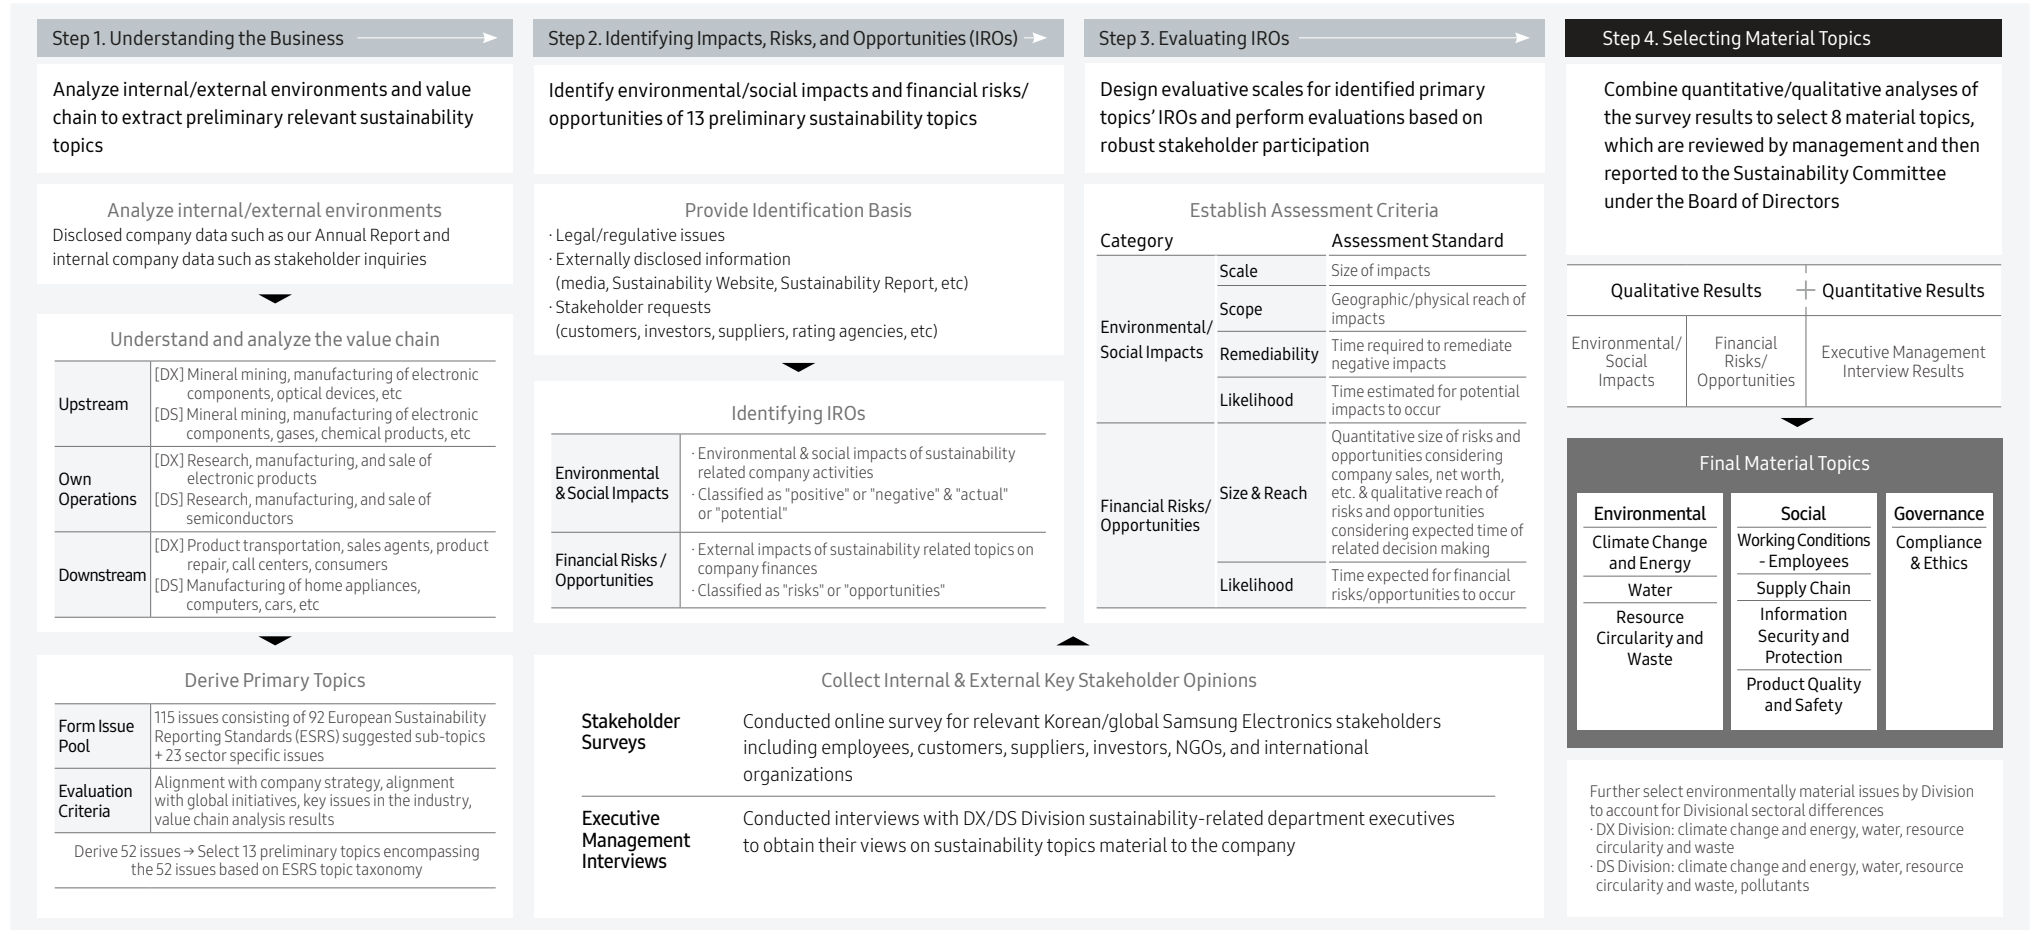 Step 1. Understanding the Business
Analyze internal/external environments and value
chain to extract preliminary relevant sustainability
topics
Analyze internal/external environments
Disclosed company data such as our Annual Report and
internal company data such as stakeholder inquiries
Understand and analyze the value chain
Upstream
[DX] Mineral mining, manufacturing of electronic
components, optical devices, etc
[DS] Mineral mining, manufacturing of electronic
components, gases, chemical products, etc
Own
Operations
[DX] Research, manufacturing, and sale of
electronic products
[DS] Research, manufacturing, and sale of
semiconductors
Downstream
[DX] Product transportation, sales agents, product
repair, call centers, consumers
[DS] Manufacturing of home appliances,
computers, cars, etc
Derive Primary Topics
Form Issue
Pool
115 issues consisting of 92 European Sustainability
Reporting Standards (ESRS) suggested sub-topics
+ 23 sector specific issues
Evaluation
Criteria
Alignment with company strategy, alignment
with global initiatives, key issues in the industry,
value chain analysis results
Derive 52 issues → Select 13 preliminary topics encompassing
the 52 issues based on ESRS topic taxonomy
Step 2. Identifying Impacts, Risks, and Opportunities (IROs)
Identify environmental/social impacts and financial risks/
opportunities of 13 preliminary sustainability topics
Provide Identification Basis
· Legal/regulative issues
· Externally disclosed information
(media, Sustainability Website, Sustainability Report, etc)
· Stakeholder requests
(customers, investors, suppliers, rating agencies, etc)
Identifying IROs
Environmental
& Social Impacts
· Environmental & social impacts of sustainability
related company activities
· Classified as "positive" or "negative" & "actual"
or "potential"
Financial Risks /
Opportunities
· External impacts of sustainability related topics on
company finances
· Classified as "risks" or "opportunities"
Step 3. Evaluating IROs
Design evaluative scales for identified primary
topics' IROs and perform evaluations based on
robust stakeholder participation
Establish Assessment Criteria
Category
Assessment Standard
Environmental/
Social Impacts
Scale
Size of impacts
Scope
Geographic/physical reach of
impacts
Remediability
Time required to remediate
negative impacts
Likelihood
Time estimated for potential
impacts to occur
Financial Risks/
Opportunities
Size & Reach
Quantitative size of risks and
opportunities considering
company sales, net worth,
etc. & qualitative reach of
risks and opportunities
considering expected time of
related decision making
Likelihood
Time expected for financial
risks/opportunities to occur
Collect Internal & External Key Stakeholder Opinions
Stakeholder
Surveys
Conducted online survey for relevant Korean/global Samsung Electronics stakeholders
including employees, customers, suppliers, investors, NGOs, and international
organizations
Executive
Management
Interviews
Conducted interviews with DX/DS Division sustainability-related department executives
to obtain their views on sustainability topics material to the company
Step 4. Selecting Material Topics
Combine quantitative/qualitative analyses of
the survey results to select 8 material topics,
which are reviewed by management and then
reported to the Sustainability Committee
under the Board of Directors
Qualitative Results + Quantitative Results
Environmental/
Social
Impacts
Financial
Risks/
Opportunities
Executive Management
Interview Results
Final Material Topics
Environmental
Climate Change
and Energy
Water
Resource
Circularity and
Waste
Social
Working Conditions
- Employees
Supply Chain
Information
Security and
Protection
Product Quality
and Safety
Governance
Compliance
& Ethics
Further select environmentally material issues by Division
to account for Divisional sectoral differences
· DX Division: climate change and energy, water, resource
circularity and waste
· DS Division: climate change and energy, water, resource
circularity and waste, pollutants